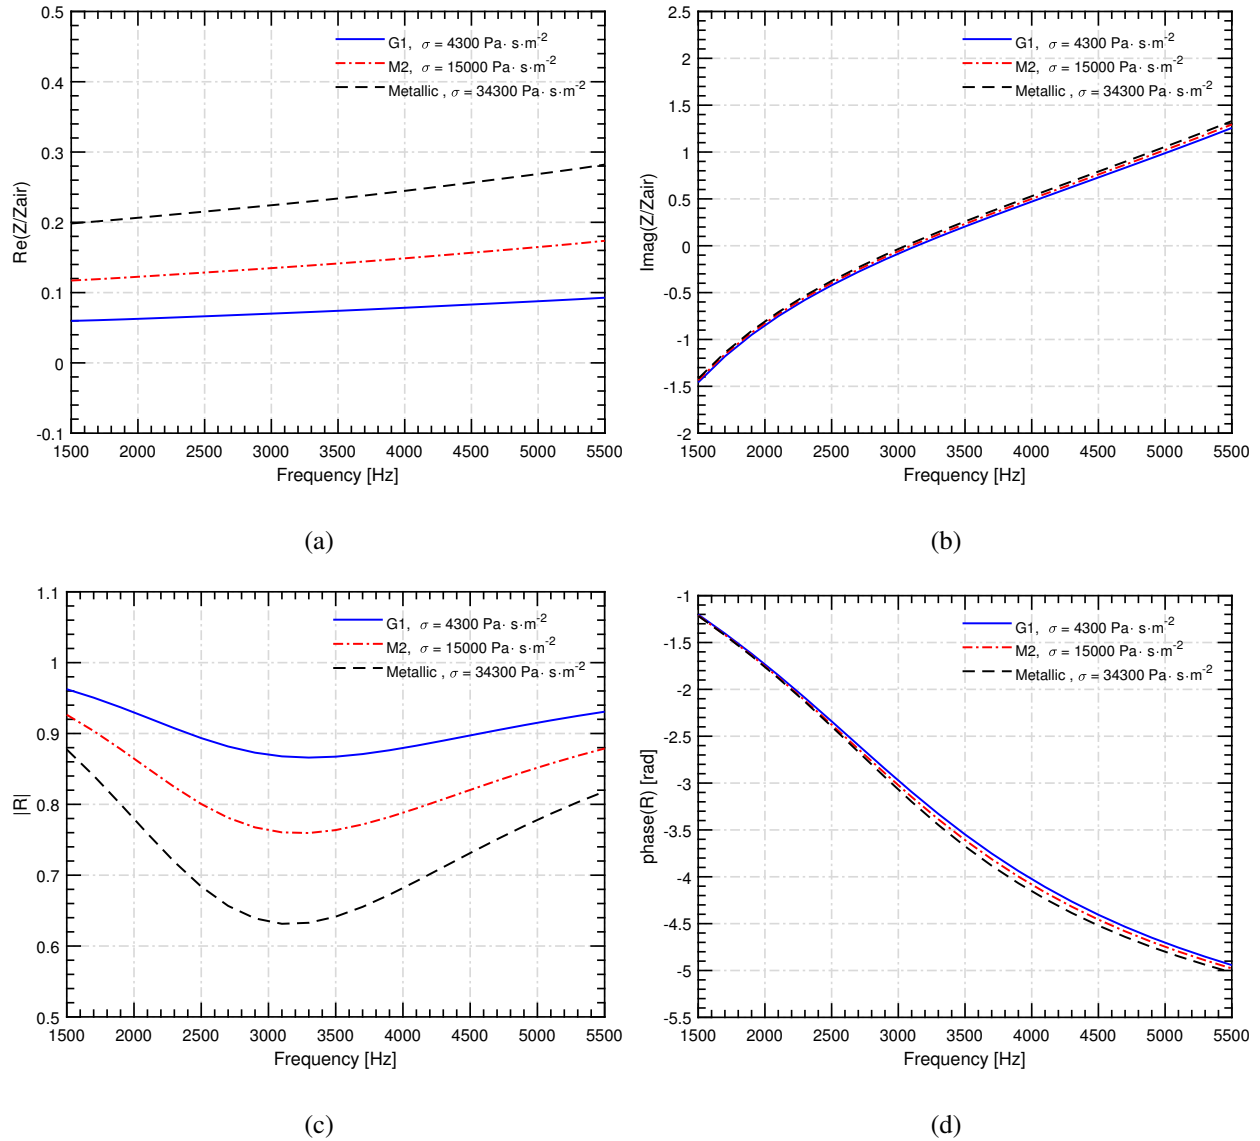 0.5
0.4
0.3
0.2
0.1
0
-0.1
Re(Z/Zair)
G1, σ = 4300 Pa· s·m-2
M2, σ = 15000 Pa· s·m-2
Metallic , σ = 34300 Pa· s·m-2
1500 2000 2500 3000 3500 4000 4500 5000 5500
Frequency [Hz]
(a)
2.5
2
1.5
1
0.5
0
-0.5
-1
-1.5
-2
Imag(Z/Zair)
G1, σ = 4300 Pa· s·m-2
M2, σ = 15000 Pa· s·m-2
Metallic , σ = 34300 Pa· s·m-2
1500 2000 2500 3000 3500 4000 4500 5000 5500
Frequency [Hz]
(b)
1.1
1
0.9
0.8
0.7
0.6
0.5
|R|
G1, σ = 4300 Pa· s·m-2
M2, σ = 15000 Pa· s·m-2
Metallic , σ = 34300 Pa· s·m-2
1500 2000 2500 3000 3500 4000 4500 5000 5500
Frequency [Hz]
(c)
-1
-1.5
-2
-2.5
-3
-3.5
-4
-4.5
-5
-5.5
phase(R) [rad]
G1, σ = 4300 Pa· s·m-2
M2, σ = 15000 Pa· s·m-2
Metallic , σ = 34300 Pa· s·m-2
1500 2000 2500 3000 3500 4000 4500 5000 5500
Frequency [Hz]
(d)